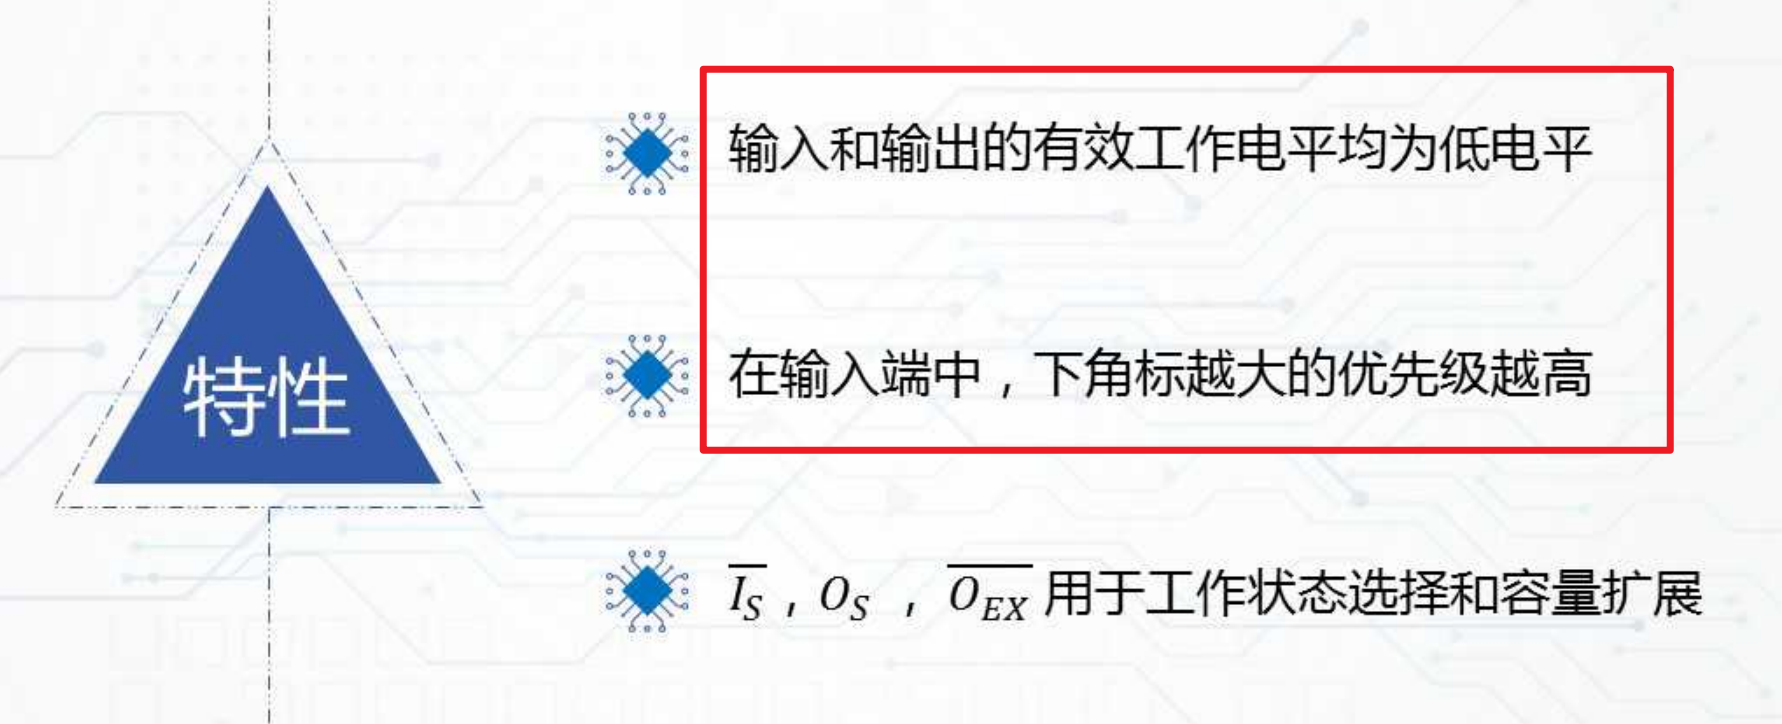 输入和输出的有效工作电平均为低电平
特性
在输入端中，下角标越大的优先级越高
$\overline{I_S}$，$O_S$，$\overline{O_{EX}}$ 用于工作状态选择和容量扩展